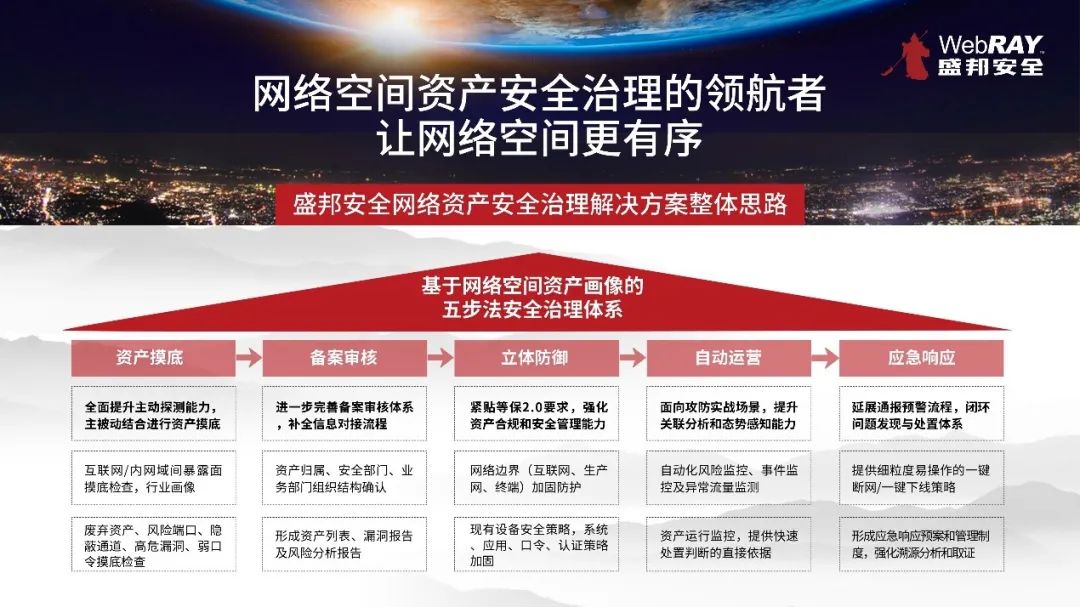 WebRAY
盛邦安全
网络空间资产安全治理的领航者
让网络空间更有序
盛邦安全网络资产安全治理解决方案整体思路
基于网络空间资产画像的
五步法安全治理体系
资产摸底
备案审核
立体防御
自动运营
应急响应
全面提升主动探测能力，
主被动结合进行资产摸底
进一步完善备案审核体系
，补全信息对接流程
紧贴等保2.0要求，强化
资产合规和安全管理能力
面向攻防实战场景，提升
关联分析和态势感知能力
延展通报预警流程，闭环
问题发现与处置体系
互联网/内网域间暴露面
摸底检查，行业画像
资产归属、安全部门、业
务部门组织结构确认
网络边界（互联网、生产
网、终端）加固防护
自动化风险监控、事件监
控及异常流量监测
提供细粒度易操作的一键
断网/一键下线策略
废弃资产、风险端口、隐
蔽通道、高危漏洞、弱口
令摸底检查
形成资产列表、漏洞报告
及风险分析报告
现有设备安全策略，系统
、应用、口令、认证策略
加固
资产运行监控，提供快速
处置判断的直接依据
形成应急响应预案和管理制
度，强化溯源分析和取证